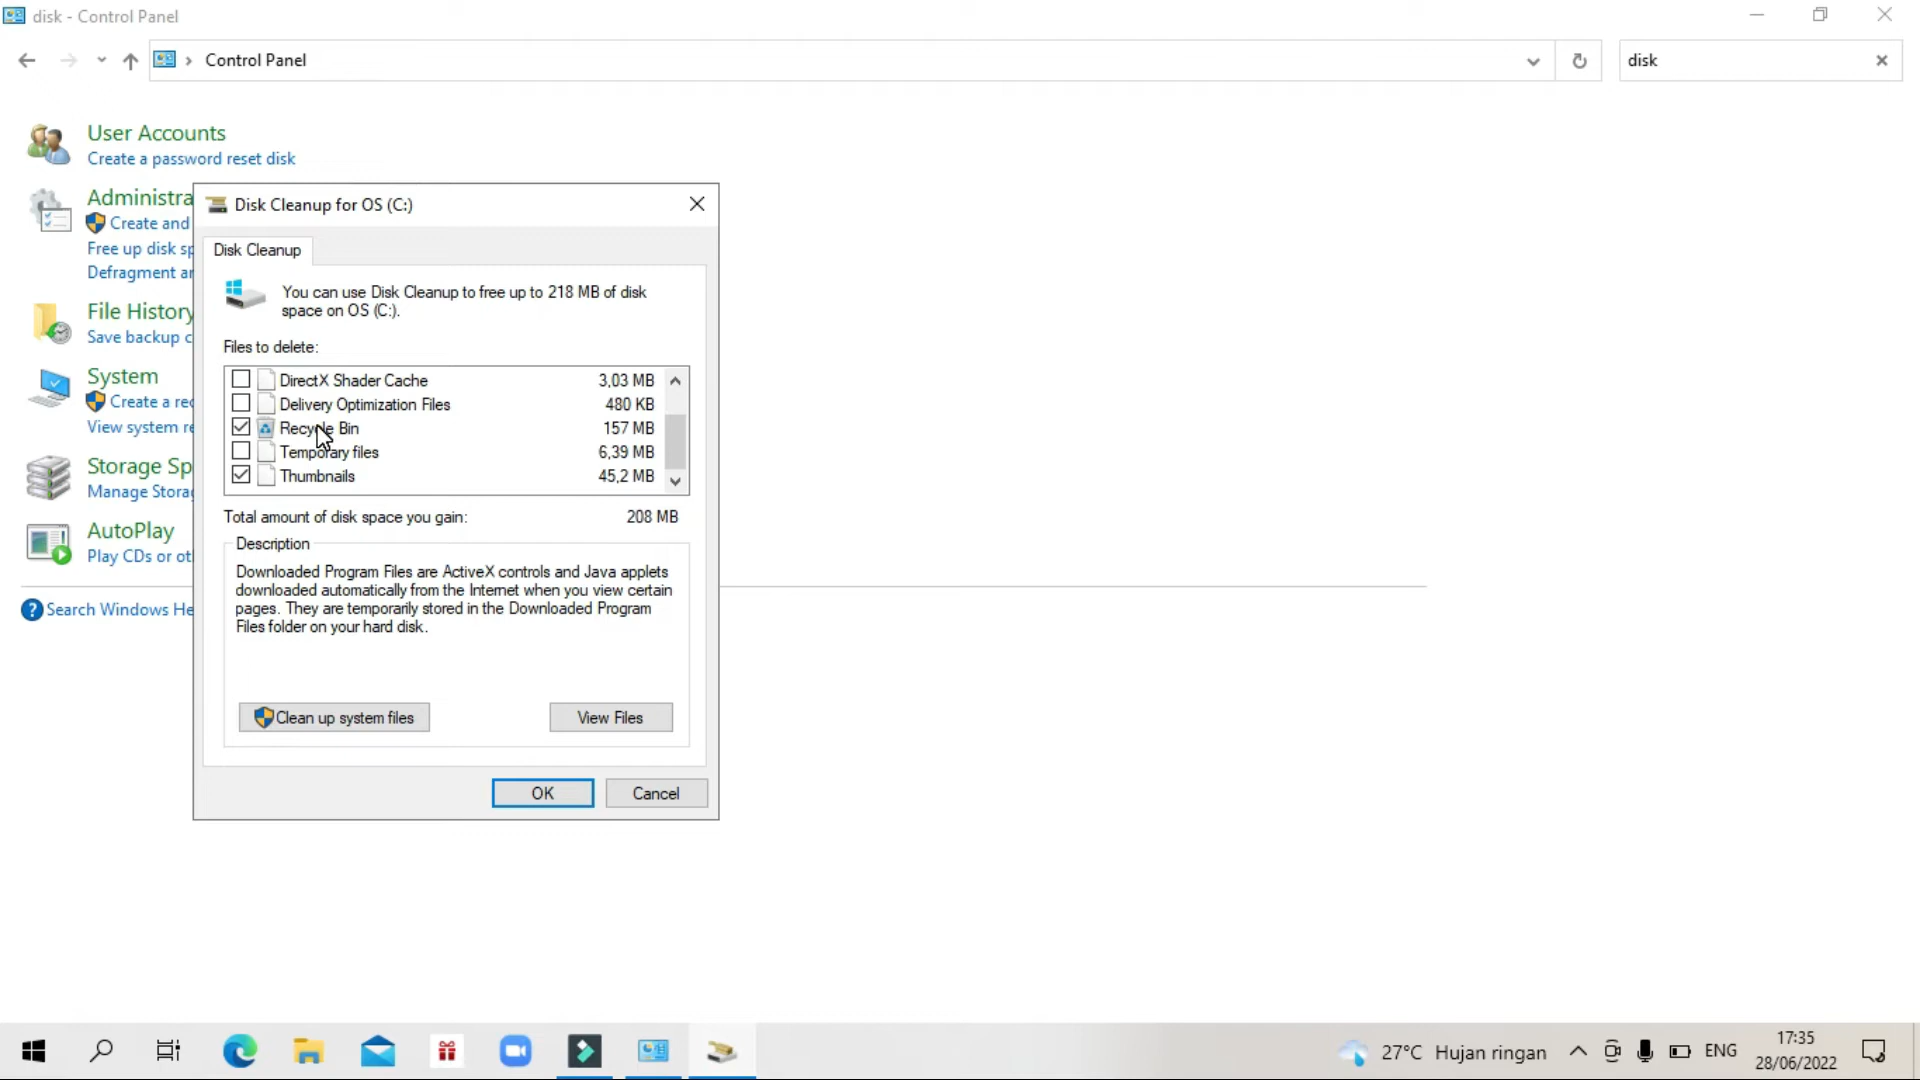 disk - Control Panel
Control Panel
disk
User Accounts
Create a password reset disk
Administra
Create and
Free up disk sp
Defragment an
File History
Save backup c
System
Create a rec
View system re
Storage Sp
Manage Storag
AutoPlay
Play CDs or ot
Search Windows He
Disk Cleanup for OS (C:)
Disk Cleanup
You can use Disk Cleanup to free up to 218 MB of disk
space on OS (C:).
Files to delete:
DirectX Shader Cache 3,03 MB
Delivery Optimization Files 480 KB
Recycle Bin 157 MB
Temporary files 6,39 MB
Thumbnails 45,2 MB
Total amount of disk space you gain: 208 MB
Description
Downloaded Program Files are ActiveX controls and Java applets
downloaded automatically from the Internet when you view certain
pages. They are temporarily stored in the Downloaded Program
Files folder on your hard disk.
Clean up system files
View Files
OK
Cancel
27°C Hujan ringan
ENG
17:35
28/06/2022